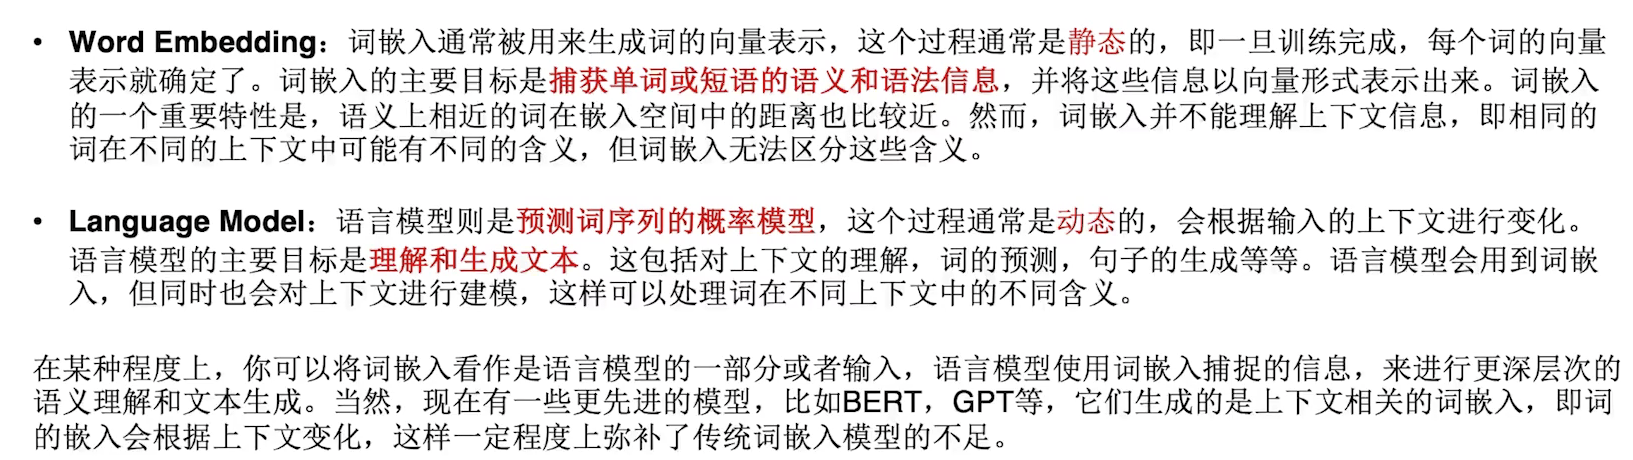 • Word Embedding：词嵌入通常被用来生成词的向量表示，这个过程通常是静态的，即一旦训练完成，每个词的向量
表示就确定了。词嵌入的主要目标是捕获单词或短语的语义和语法信息，并将这些信息以向量形式表示出来。词嵌入
的一个重要特性是，语义上相近的词在嵌入空间中的距离也比较近。然而，词嵌入并不能理解上下文信息，即相同的
词在不同的上下文中可能有不同的含义，但词嵌入无法区分这些含义。
• Language Model：语言模型则是预测词序列的概率模型，这个过程通常是动态的，会根据输入的上下文进行变化。
语言模型的主要目标是理解和生成文本。这包括对上下文的理解，词的预测，句子的生成等等。语言模型会用到词嵌
入，但同时也会对上下文进行建模，这样可以处理词在不同上下文中的不同含义。
在某种程度上，你可以将词嵌入看作是语言模型的一部分或者输入，语言模型使用词嵌入捕捉的信息，来进行更深层次的
语义理解和文本生成。当然，现在有一些更先进的模型，比如BERT，GPT等，它们生成的是上下文相关的词嵌入，即词
的嵌入会根据上下文变化，这样一定程度上弥补了传统词嵌入模型的不足。